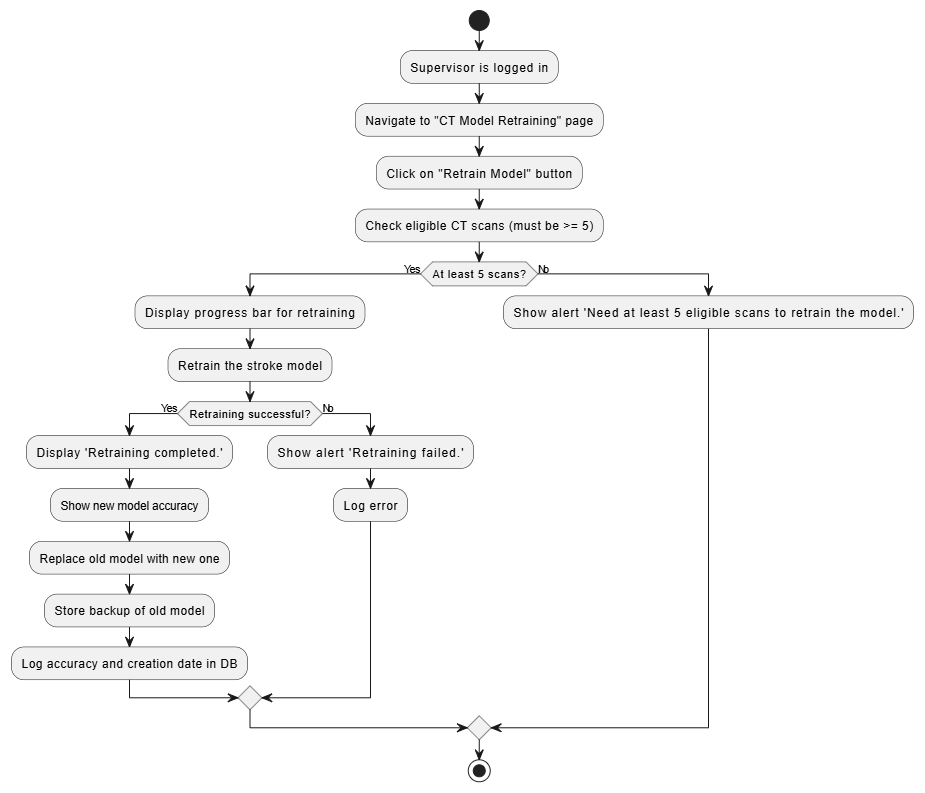 Supervisor is logged in
Navigate to "CT Model Retraining" page
Click on "Retrain Model" button
Check eligible CT scans (must be >= 5)
Yes
At least 5 scans?
No
Display progress bar for retraining
Show alert 'Need at least 5 eligible scans to retrain the model.'
Retrain the stroke model
Yes
Retraining successful?
No
Display 'Retraining completed.'
Show alert 'Retraining failed.'
Show new model accuracy
Log error
Replace old model with new one
Store backup of old model
Log accuracy and creation date in DB